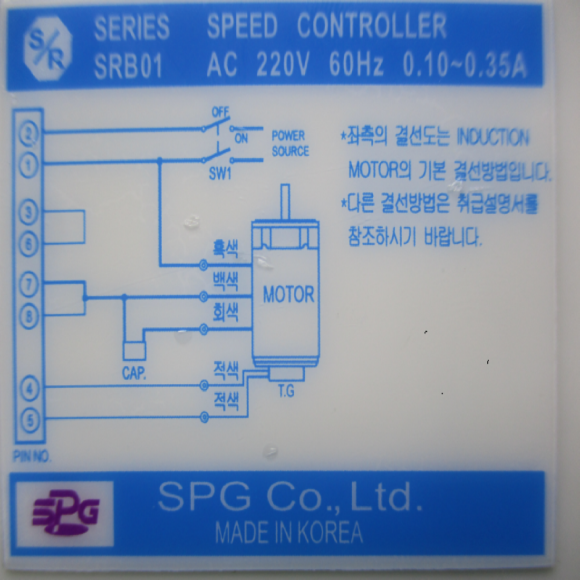 S/R
SERIES SPEED CONTROLLER
SRB01 AC 220V 60Hz 0.10~0.35A
OFF
2
ON
POWER
SOURCE
1
SW1
*좌측의 결선도는 INDUCTION
MOTOR의 기본 결선방법입니다.
*다른 결선방법은 취급설명서를
참조하시기 바랍니다.
3
6
흑색
7
백색
MOTOR
8
회색
CAP.
4
적색
T.G
5
적색
PIN NO.
SPG
SPG Co., Ltd.
MADE IN KOREA